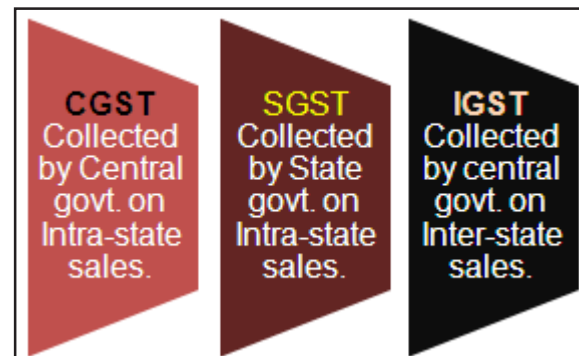 CGST
Collected
by Central
govt. on
Intra-state
sales.
SGST
Collected
by State
govt. on
Intra-state
sales.
IGST
Collected
by central
govt. on
Inter-state
sales.